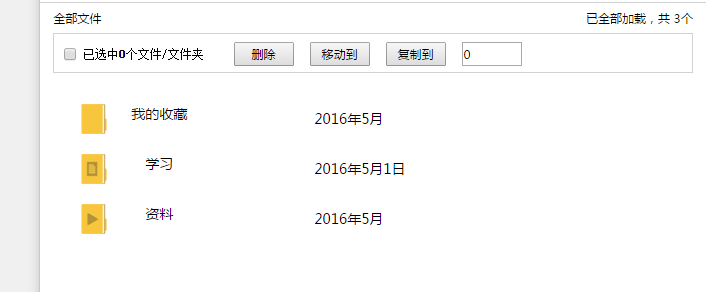 全部文件 已全部加载，共 3个
已选中0个文件/文件夹 删除 移动到 复制到 0
我的收藏 2016年5月
学习 2016年5月1日
资料 2016年5月